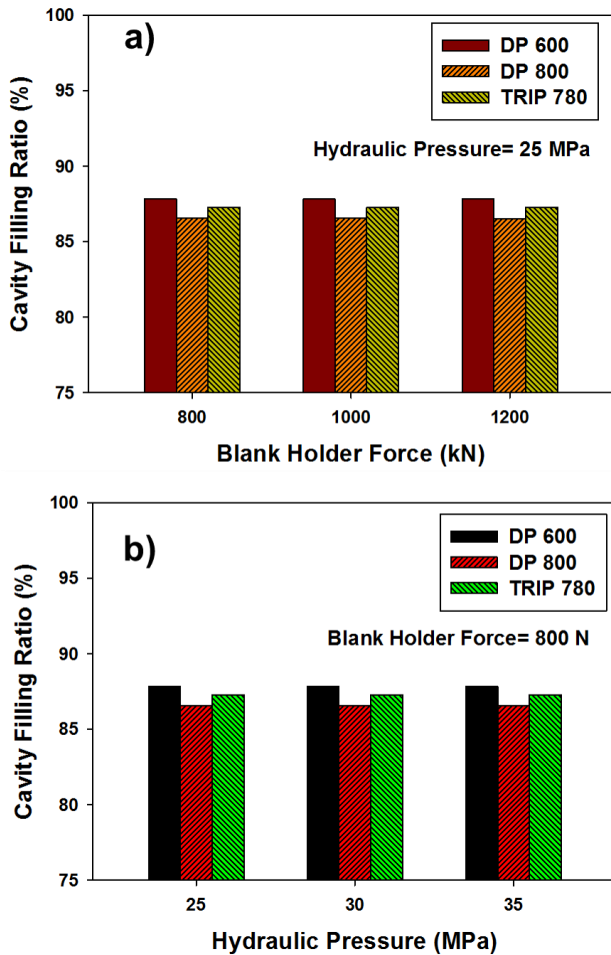 a)
DP 600
DP 800
TRIP 780
Hydraulic Pressure= 25 MPa
Cavity Filling Ratio (%)
100
95
90
85
80
75
800 1000 1200
Blank Holder Force (kN)
b)
DP 600
DP 800
TRIP 780
Blank Holder Force= 800 N
Cavity Filling Ratio (%)
100
95
90
85
80
75
25 30 35
Hydraulic Pressure (MPa)